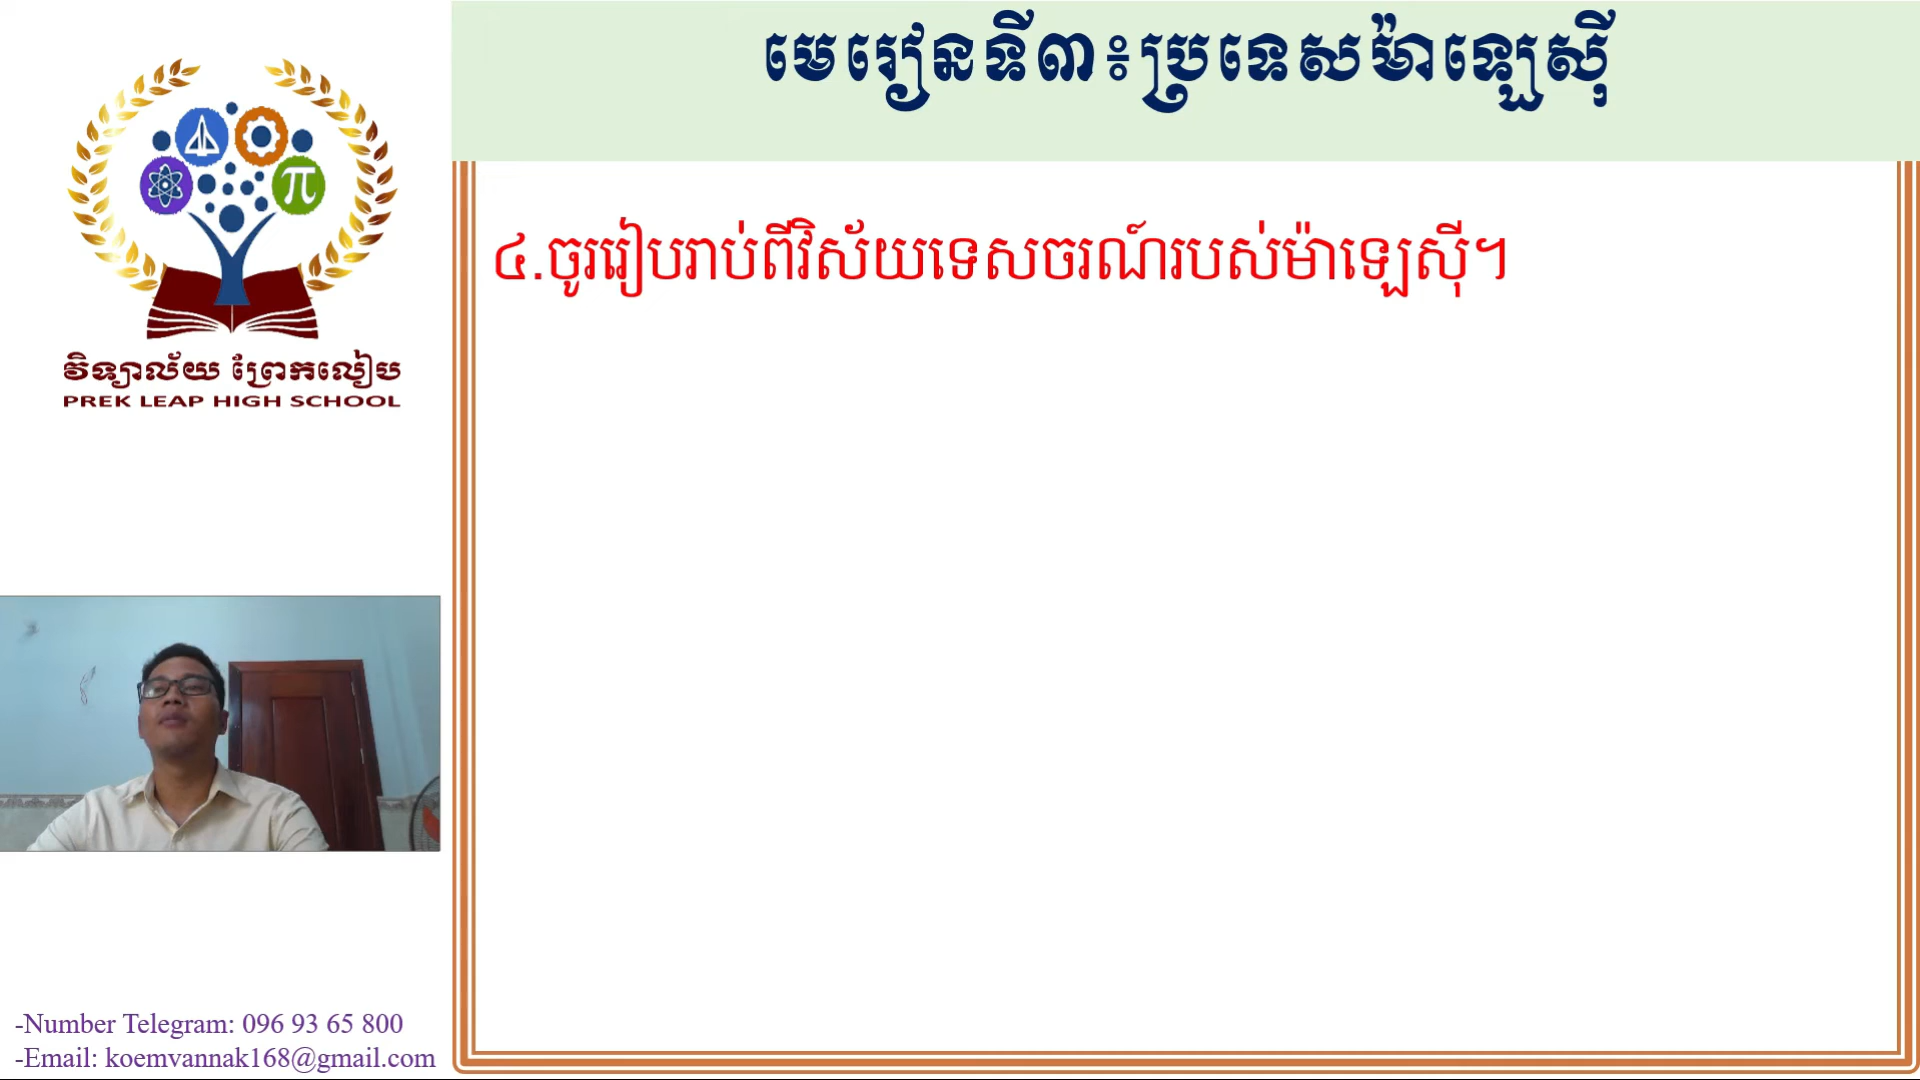 មេរៀនទី៣៖ប្រទេសម៉ាឡេស៊ី
៤.ចូររៀបរាប់ពីវិស័យទេសចរណ៍របស់ម៉ាឡេស៊ី។
វិទ្យាល័យ ព្រែកលៀប
PREK LEAP HIGH SCHOOL
-Number Telegram: 096 93 65 800
-Email: koemvannak168@gmail.com